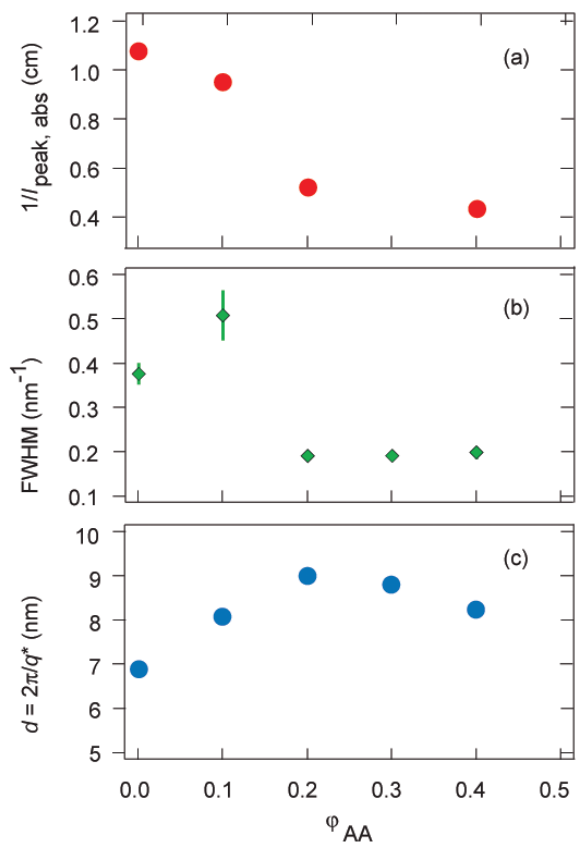 1.2
1.0
0.8
0.6
0.4
1/I peak, abs (cm)
(a)
0.6
0.5
0.4
0.3
0.2
0.1
FWHM (nm⁻¹)
(b)
10
9
8
7
6
5
d = 2π/q* (nm)
(c)
0.0 0.1 0.2 0.3 0.4 0.5
φ AA